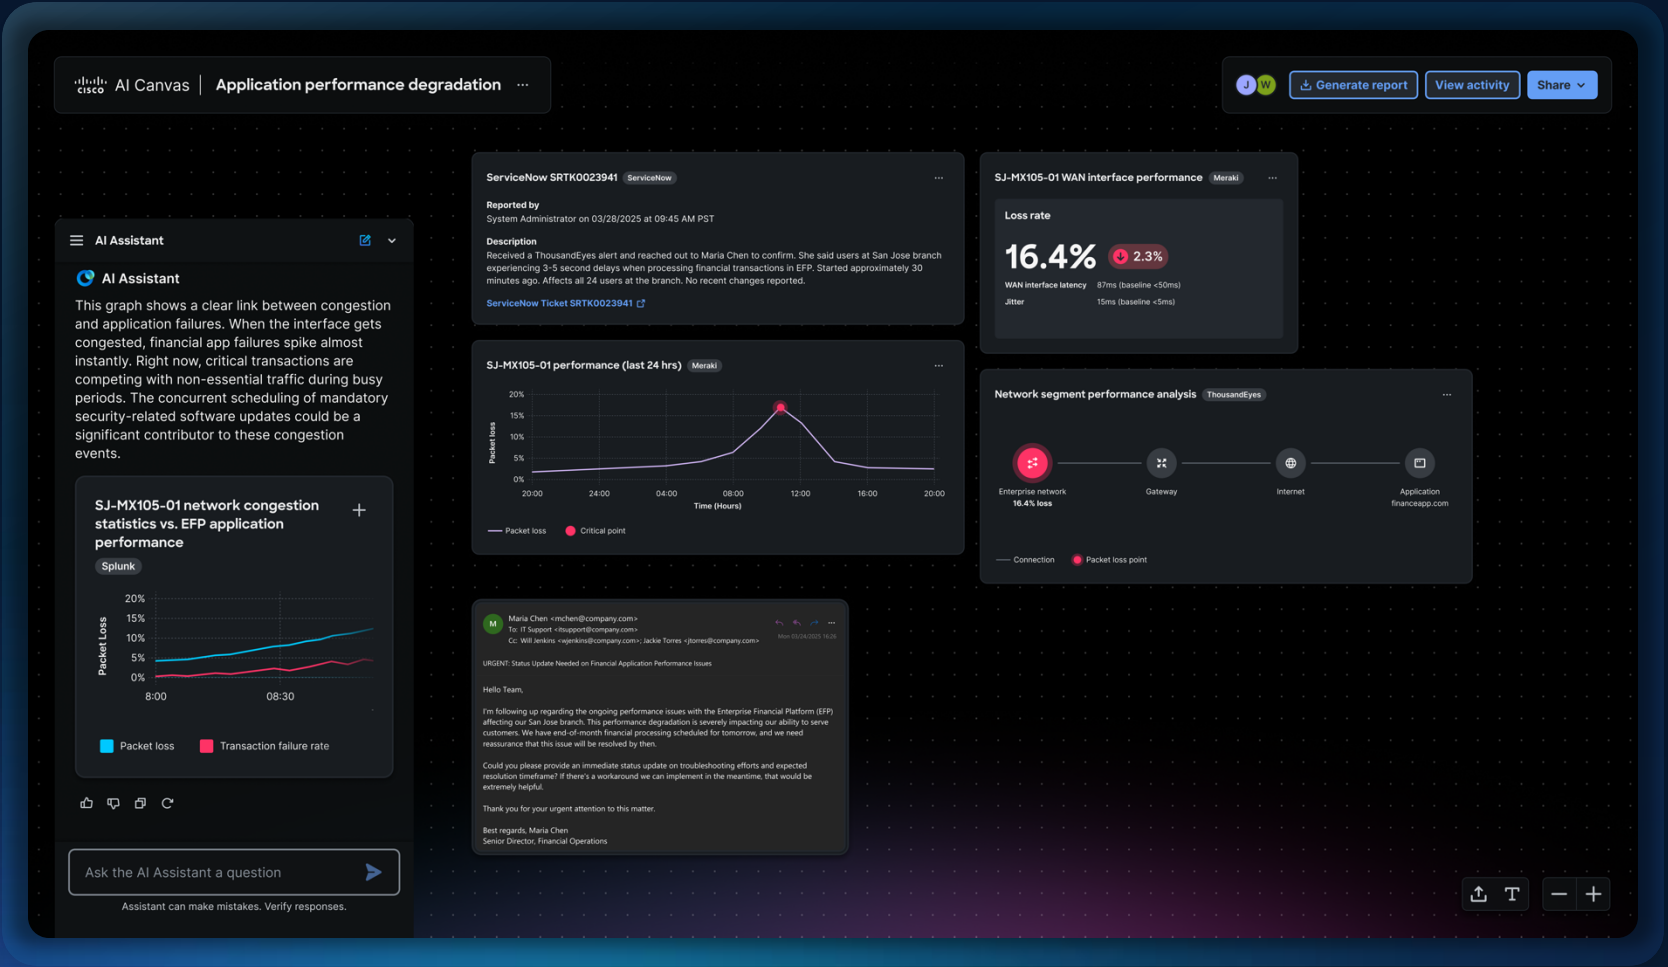 CISCO AI Canvas | Application performance degradation ...
J W Generate report View activity Share
AI Assistant
AI Assistant
This graph shows a clear link between congestion
and application failures. When the interface gets
congested, financial app failures spike almost
instantly. Right now, critical transactions are
competing with non-essential traffic during busy
periods. The concurrent scheduling of mandatory
security-related software updates could be a
significant contributor to these congestion
events.
SJ-MX105-01 network congestion
statistics vs. EFP application
performance
Splunk
Packet Loss
20%
15%
10%
5%
0%
8:00 08:30
Packet loss Transaction failure rate
Ask the AI Assistant a question
Assistant can make mistakes. Verify responses.
ServiceNow SRTK0023941 ServiceNow
Reported by
System Administrator on 03/28/2025 at 09:45 AM PST
Description
Received a ThousandEyes alert and reached out to Maria Chen to confirm. She said users at San Jose branch
experiencing 3-5 second delays when processing financial transactions in EFP. Started approximately 30
minutes ago. Affects all 24 users at the branch. No recent changes reported.
ServiceNow Ticket SRTK0023941
SJ-MX105-01 performance (last 24 hrs) Meraki
Packet loss
20%
15%
10%
5%
0%
20:00 24:00 04:00 08:00 12:00 16:00 20:00
Time (Hours)
Packet loss Critical point
M
Maria Chen <mchen@company.com>
To: IT Support <itsupport@company.com>
Cc: Will Jenkins <wjenkins@company.com>; Jackie Torres <jtorres@company.com>
Mon 03/24/2025 16:26
URGENT: Status Update Needed on Financial Application Performance Issues
Hello Team,
I'm following up regarding the ongoing performance issues with the Enterprise Financial Platform (EFP)
affecting our San Jose branch. This performance degradation is severely impacting our ability to serve
customers. We have end-of-month financial processing scheduled for tomorrow, and we need
reassurance that this issue will be resolved by then.
Could you please provide an immediate status update on troubleshooting efforts and expected
resolution timeframe? If there's a workaround we can implement in the meantime, that would be
extremely helpful.
Thank you for your urgent attention to this matter.
Best regards, Maria Chen
Senior Director, Financial Operations
SJ-MX105-01 WAN interface performance Meraki
Loss rate
16.4% 2.3%
WAN interface latency 87ms (baseline <50ms)
Jitter 15ms (baseline <5ms)
Network segment performance analysis ThousandEyes
Enterprise network
16.4% loss
Gateway
Internet
Application
financeapp.com
Connection Packet loss point
T